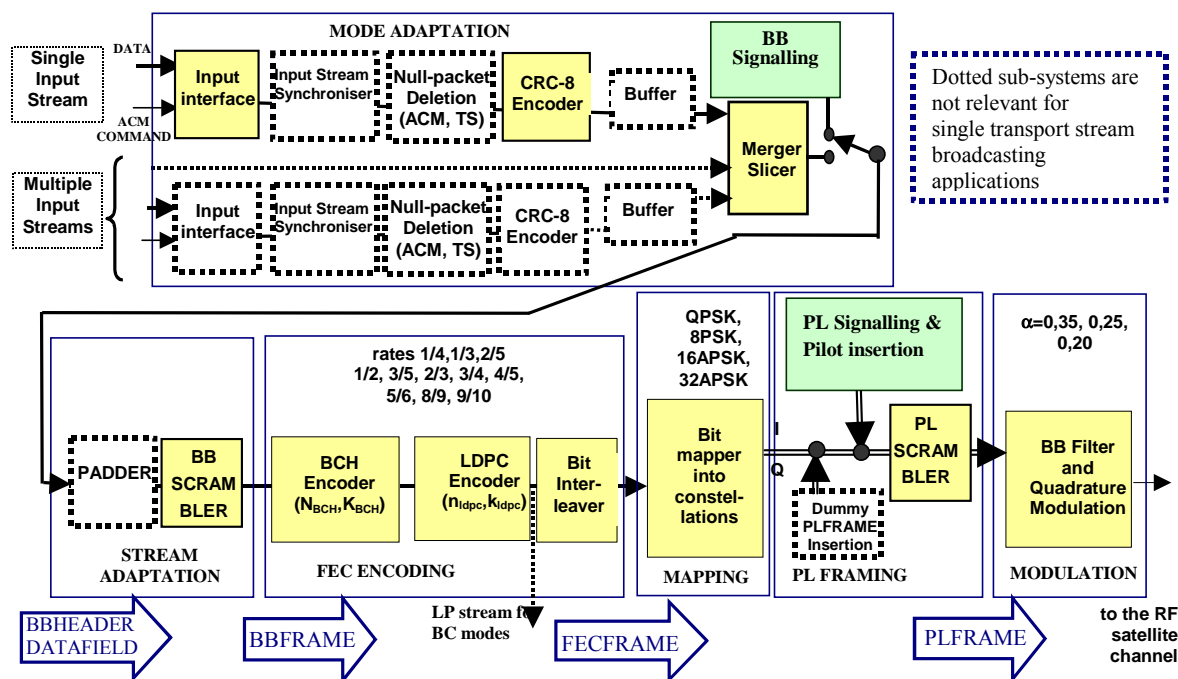 MODE ADAPTATION
BB
Signalling
Dotted sub-systems are
not relevant for
single transport stream
broadcasting
applications
Single
Input
Stream
DATA
ACM
COMMAND
Input
interface
Input Stream
Synchroniser
Null-packet
Deletion
(ACM, TS)
CRC-8
Encoder
Buffer
Merger
Slicer
Multiple
Input
Streams
Input
interface
Input Stream
Synchroniser
Null-packet
Deletion
(ACM, TS)
CRC-8
Encoder
Buffer
rates 1/4,1/3,2/5
1/2, 3/5, 2/3, 3/4, 4/5,
5/6, 8/9, 9/10
QPSK,
8PSK,
16APSK,
32APSK
PL Signalling &
Pilot insertion
α=0,35, 0,25,
0,20
PADDER
BB
SCRAM
BLER
BCH
Encoder
(NBCH,KBCH)
LDPC
Encoder
(nldpc,kldpc)
Bit
Inter-
leaver
Bit
mapper
into
constel-
lations
I
Q
Dummy
PLFRAME
Insertion
PL
SCRAM
BLER
BB Filter
and
Quadrature
Modulation
STREAM
ADAPTATION
FEC ENCODING
MAPPING
PL FRAMING
MODULATION
LP stream for
BC modes
BBHEADER
DATAFIELD
BBFRAME
FECFRAME
PLFRAME
to the RF
satellite
channel